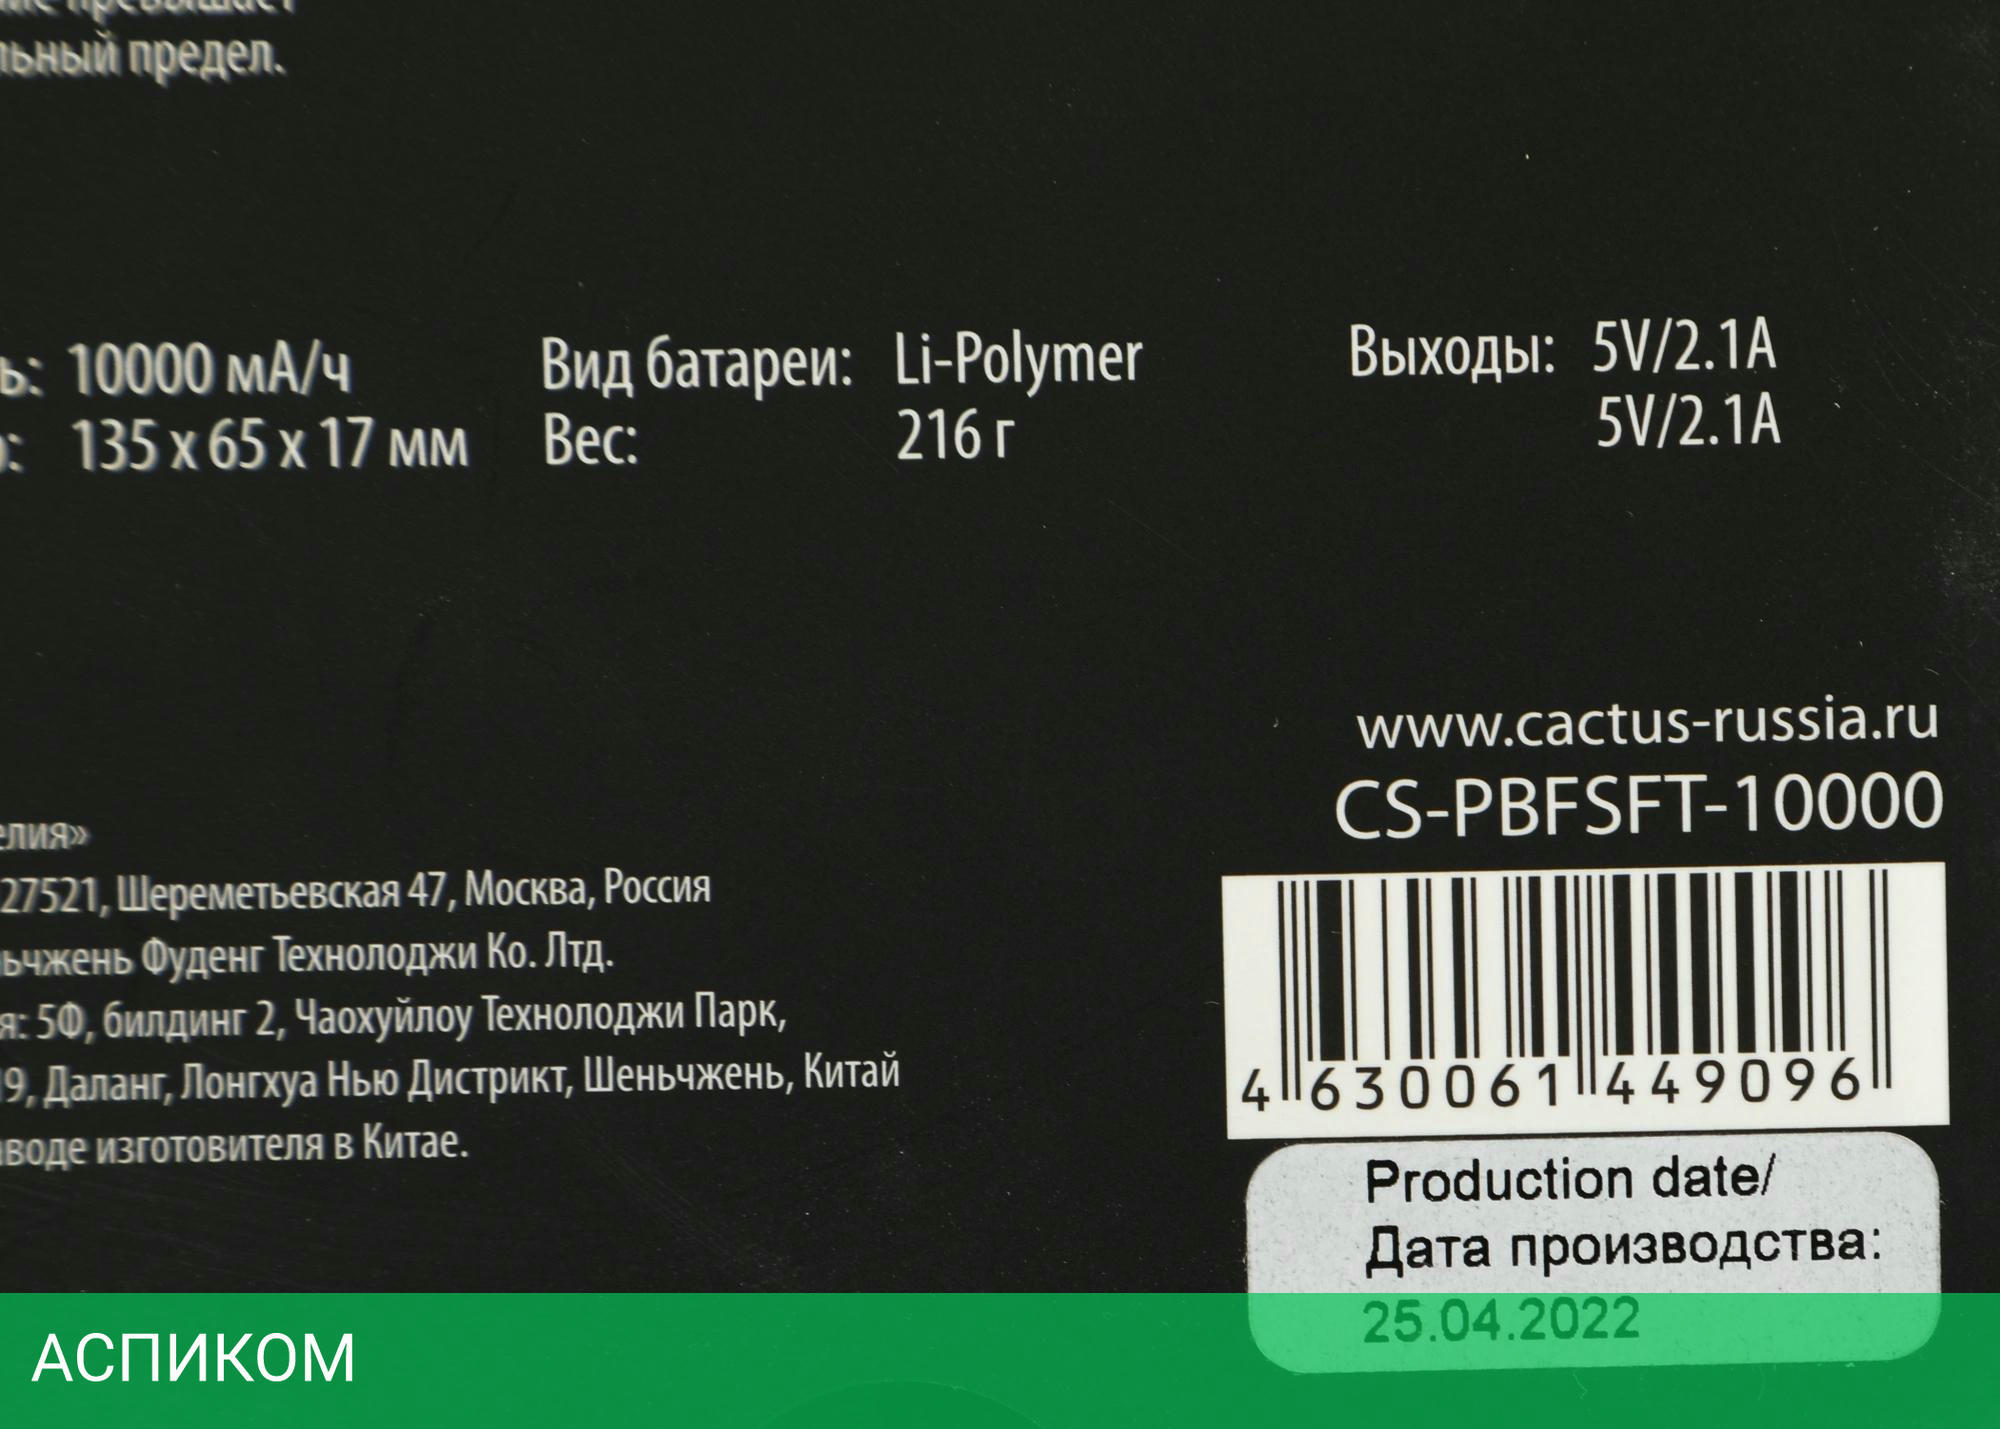 льный предел.
10000 мА/ч Вид батареи: Li-Polymer Выходы: 5V/2.1A
135 x 65 x 17 мм Вес: 216 г 5V/2.1A
www.cactus-russia.ru
CS-PBFSFT-10000
елия»
27521, Шереметьевская 47, Москва, Россия
ьчжень Фуденг Технолоджи Ко. Лтд.
я: 5Ф, билдинг 2, Чаохуйлоу Технолоджи Парк,
19, Даланг, Лонгхуа Нью Дистрикт, Шеньчжень, Китай
аводе изготовителя в Китае.
4 630061 449096
Production date/
Дата производства:
25.04.2022
АСПИКОМ